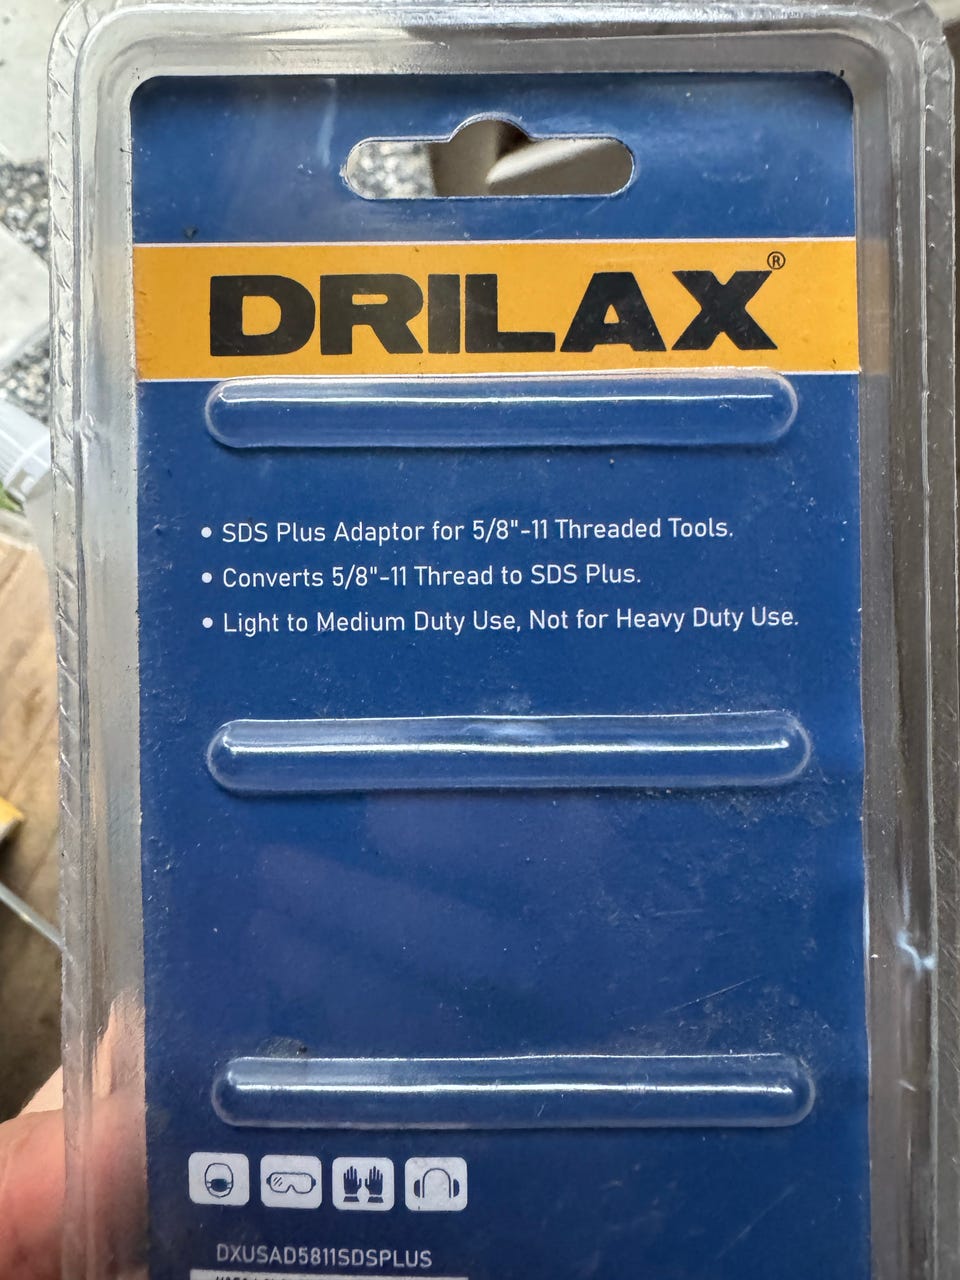 DRILAX®
• SDS Plus Adaptor for 5/8"-11 Threaded Tools.
• Converts 5/8"-11 Thread to SDS Plus.
• Light to Medium Duty Use, Not for Heavy Duty Use.
DXUSAD5811SDSPLUS